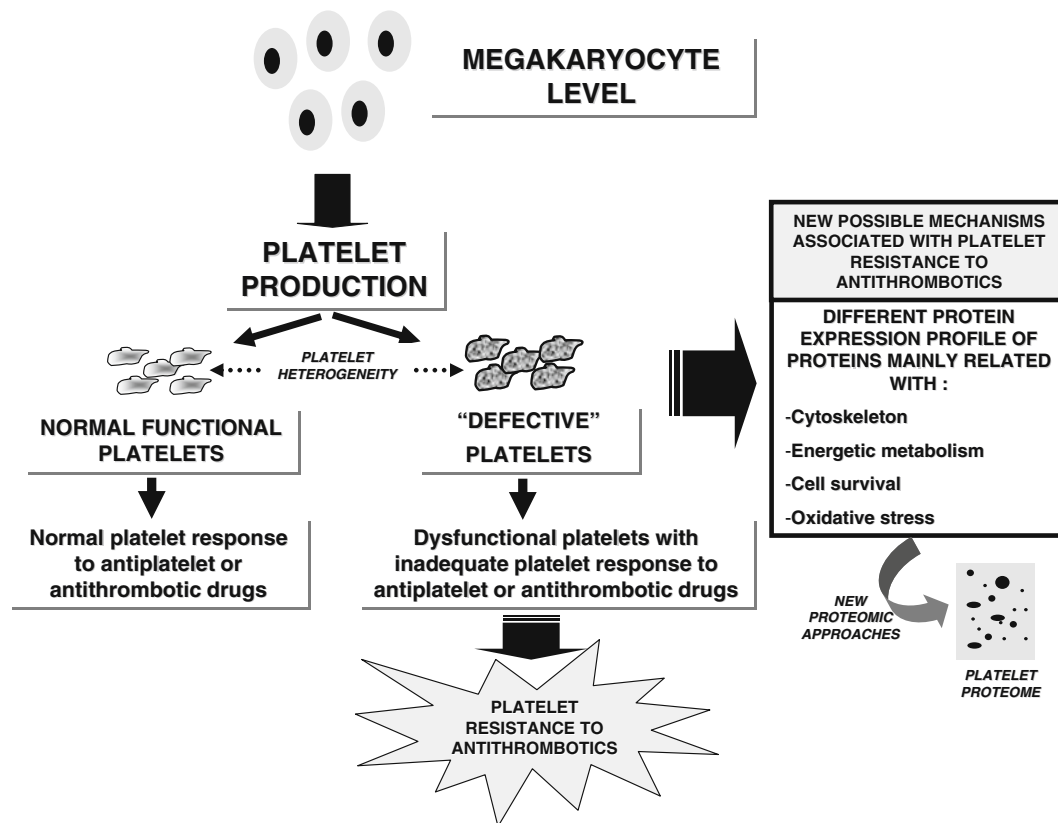 MEGAKARYOCYTE
LEVEL
PLATELET
PRODUCTION
PLATELET
HETEROGENEITY
NORMAL FUNCTIONAL
PLATELETS
“DEFECTIVE”
PLATELETS
Normal platelet response
to antiplatelet or
antithrombotic drugs
Dysfunctional platelets with
inadequate platelet response to
antiplatelet or antithrombotic drugs
PLATELET
RESISTANCE TO
ANTITHROMBOTICS
NEW POSSIBLE MECHANISMS
ASSOCIATED WITH PLATELET
RESISTANCE TO
ANTITHROMBOTICS
DIFFERENT PROTEIN
EXPRESSION PROFILE OF
PROTEINS MAINLY RELATED
WITH :
-Cytoskeleton
-Energetic metabolism
-Cell survival
-Oxidative stress
NEW
PROTEOMIC
APPROACHES
PLATELET
PROTEOME